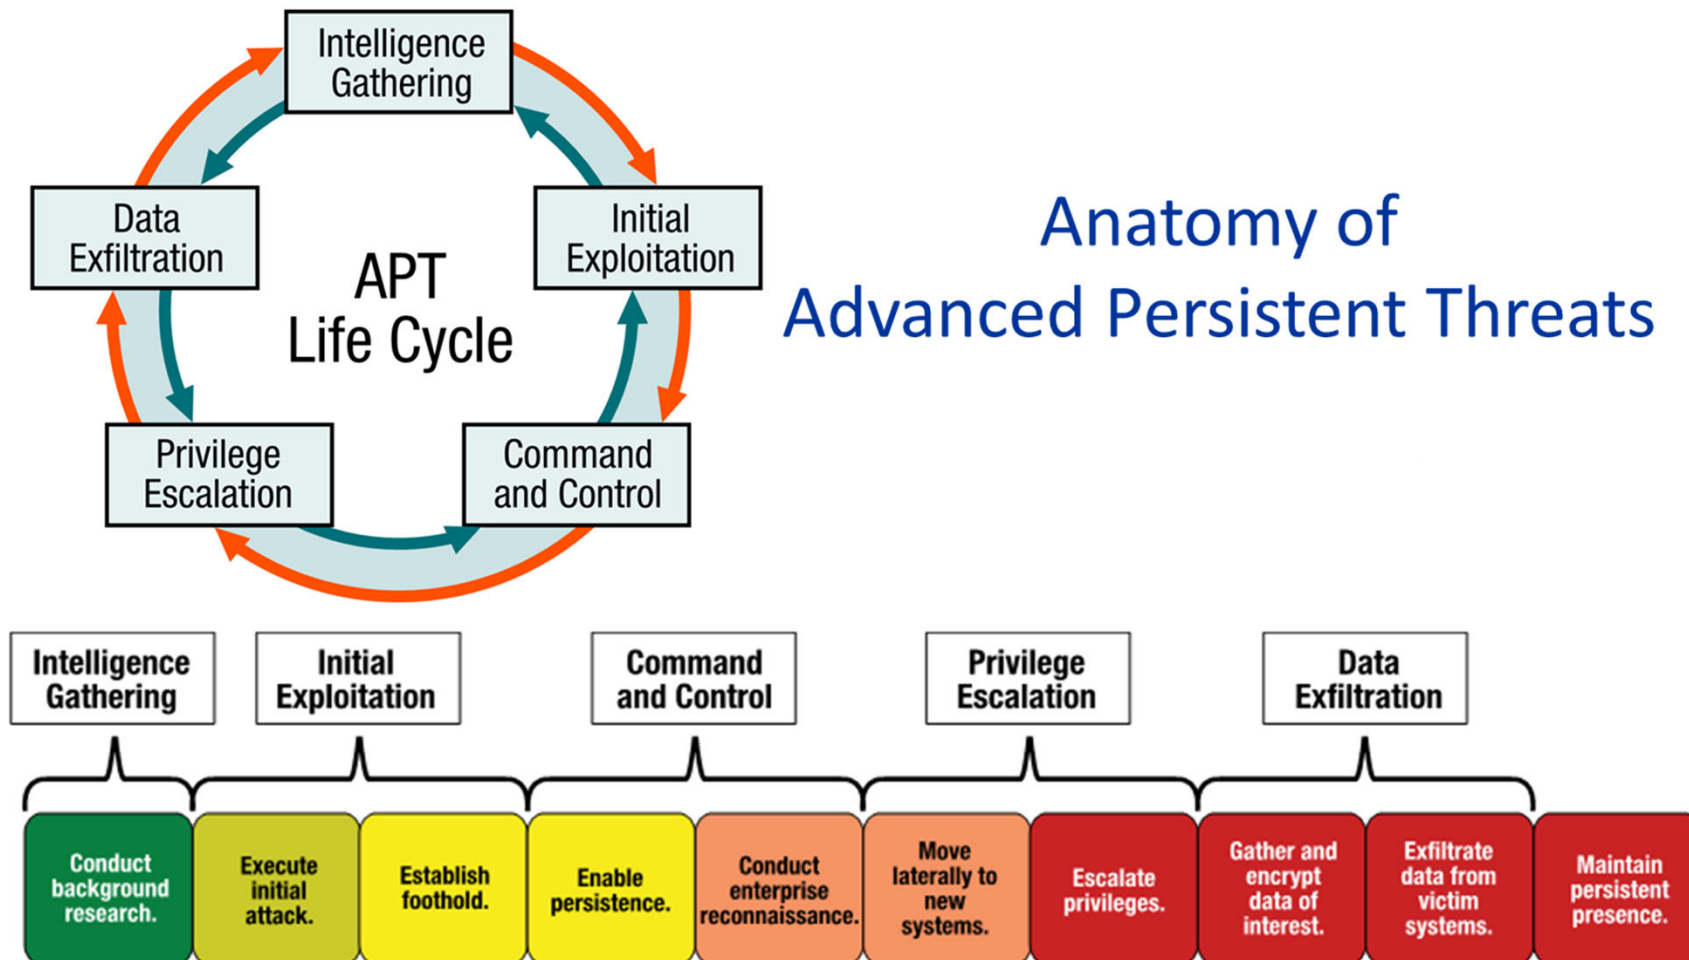 Intelligence
Gathering
Data
Exfiltration
Initial
Exploitation
APT
Life Cycle
Privilege
Escalation
Command
and Control
Anatomy of
Advanced Persistent Threats
Intelligence
Gathering
Initial
Exploitation
Command
and Control
Privilege
Escalation
Data
Exfiltration
Conduct
background
research.
Execute
initial
attack.
Establish
foothold.
Enable
persistence.
Conduct
enterprise
reconnaissance.
Move
laterally to
new
systems.
Escalate
privileges.
Gather and
encrypt
data of
interest.
Exfiltrate
data from
victim
systems.
Maintain
persistent
presence.